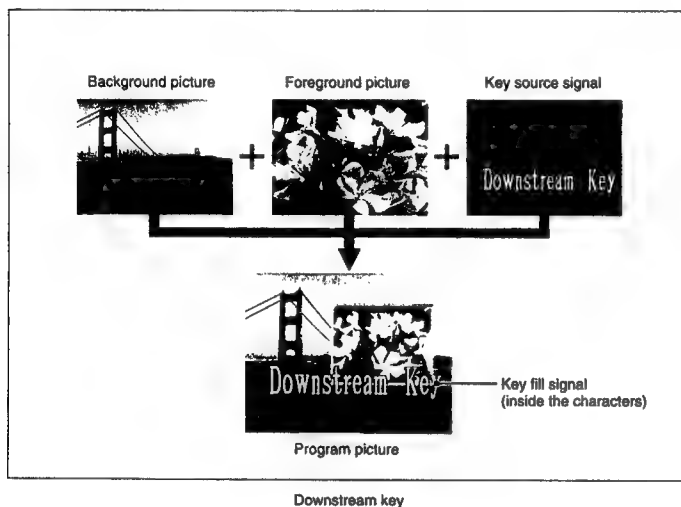 Background picture
Foreground picture
Key source signal
+
+
Downstream Key
Downstream Key
Key fill signal
(inside the characters)
Program picture
Downstream key